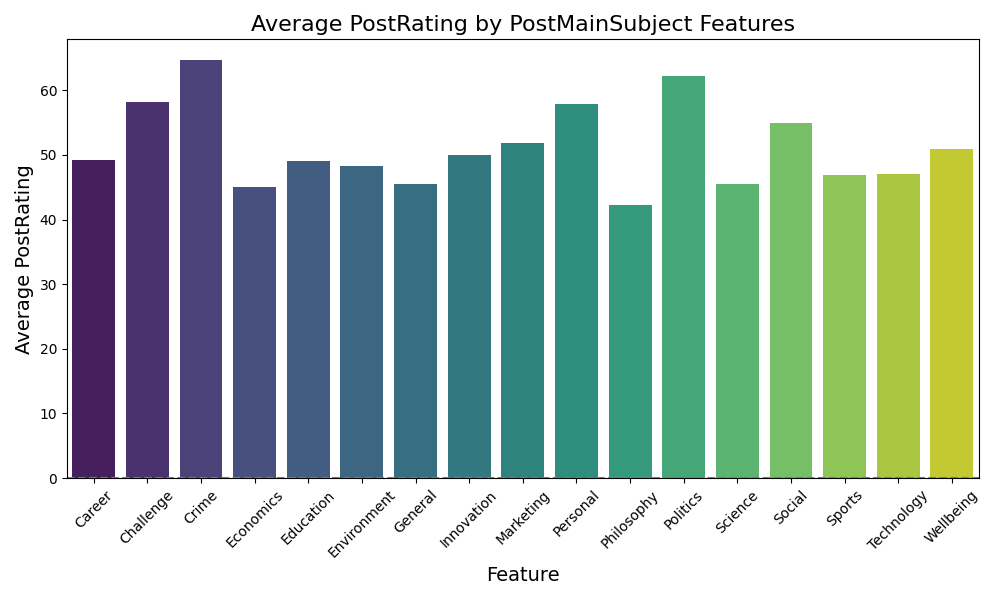 Average PostRating by PostMainSubject Features
Average PostRating
60
50
40
30
20
10
0
Career
Challenge
Crime
Economics
Education
Environment
General
Innovation
Marketing
Personal
Philosophy
Politics
Science
Social
Sports
Technology
Wellbeing
Feature